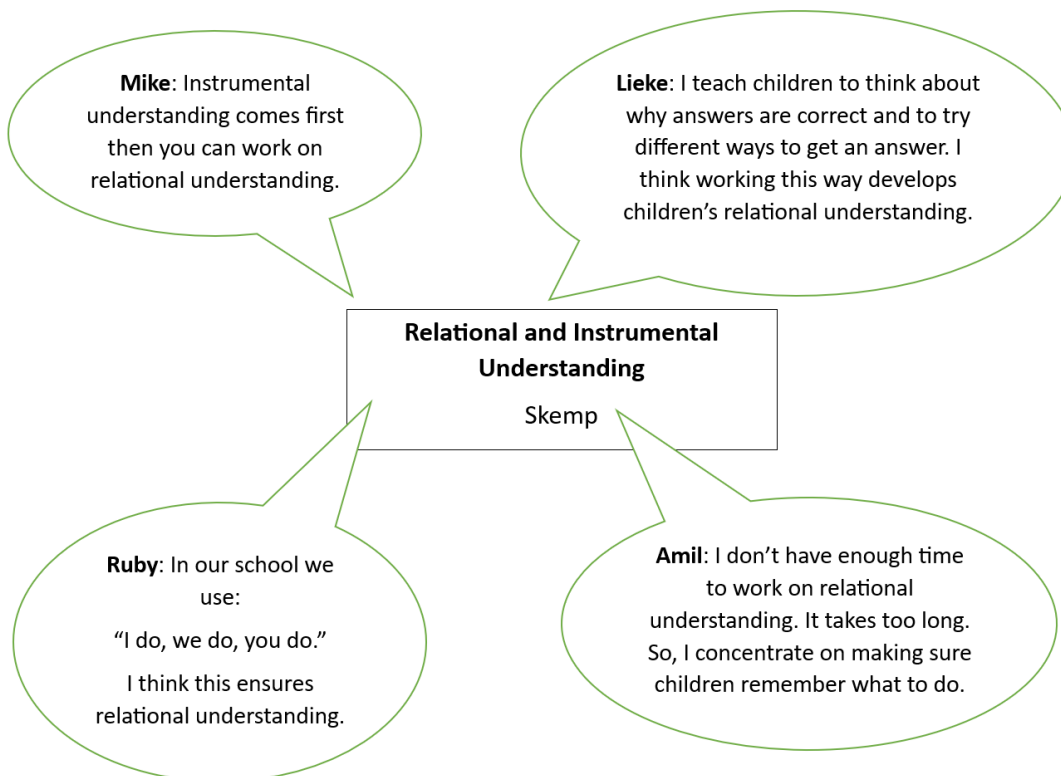 Mike: Instrumental
understanding comes first
then you can work on
relational understanding.
Lieke: I teach children to think about
why answers are correct and to try
different ways to get an answer. I
think working this way develops
children’s relational understanding.
Relational and Instrumental
Understanding
Skemp
Ruby: In our school we
use:
“I do, we do, you do.”
I think this ensures
relational understanding.
Amil: I don’t have enough time
to work on relational
understanding. It takes too long.
So, I concentrate on making sure
children remember what to do.